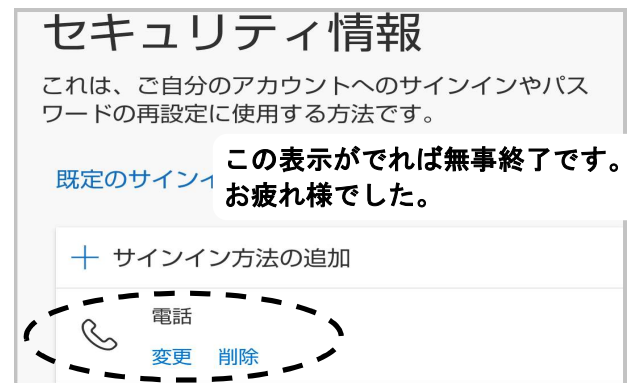 セキュリティ情報
これは、ご自分のアカウントへのサインインやパス
ワードの再設定に使用する方法です。
この表示がでれば無事終了です。
既定のサインイ
お疲れ様でした。
サインイン方法の追加
電話
変更 削除